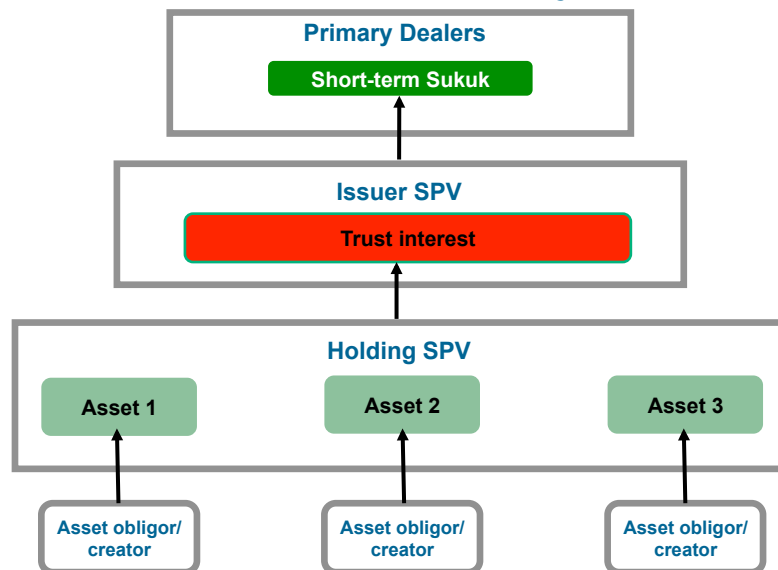 Primary Dealers
Short-term Sukuk
Issuer SPV
Trust interest
Holding SPV
Asset 1
Asset 2
Asset 3
Asset obligor/
creator
Asset obligor/
creator
Asset obligor/
creator